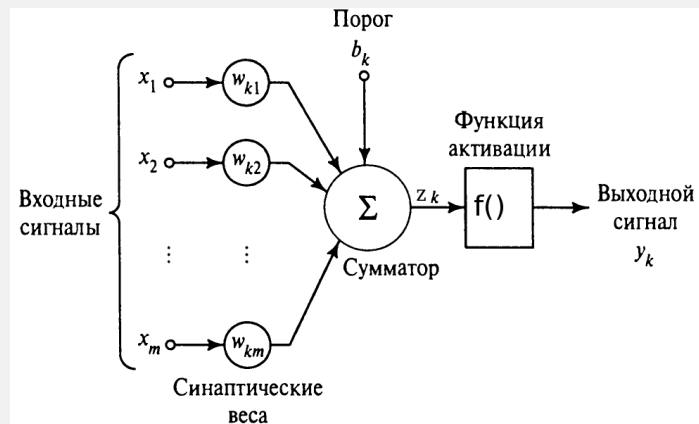 Порог
b_k
x_1
w_k1
Функция
активации
x_2
w_k2
Входные
сигналы
Σ
z_k
f()
Выходной
сигнал
y_k
Сумматор
x_m
w_km
Синаптические
веса